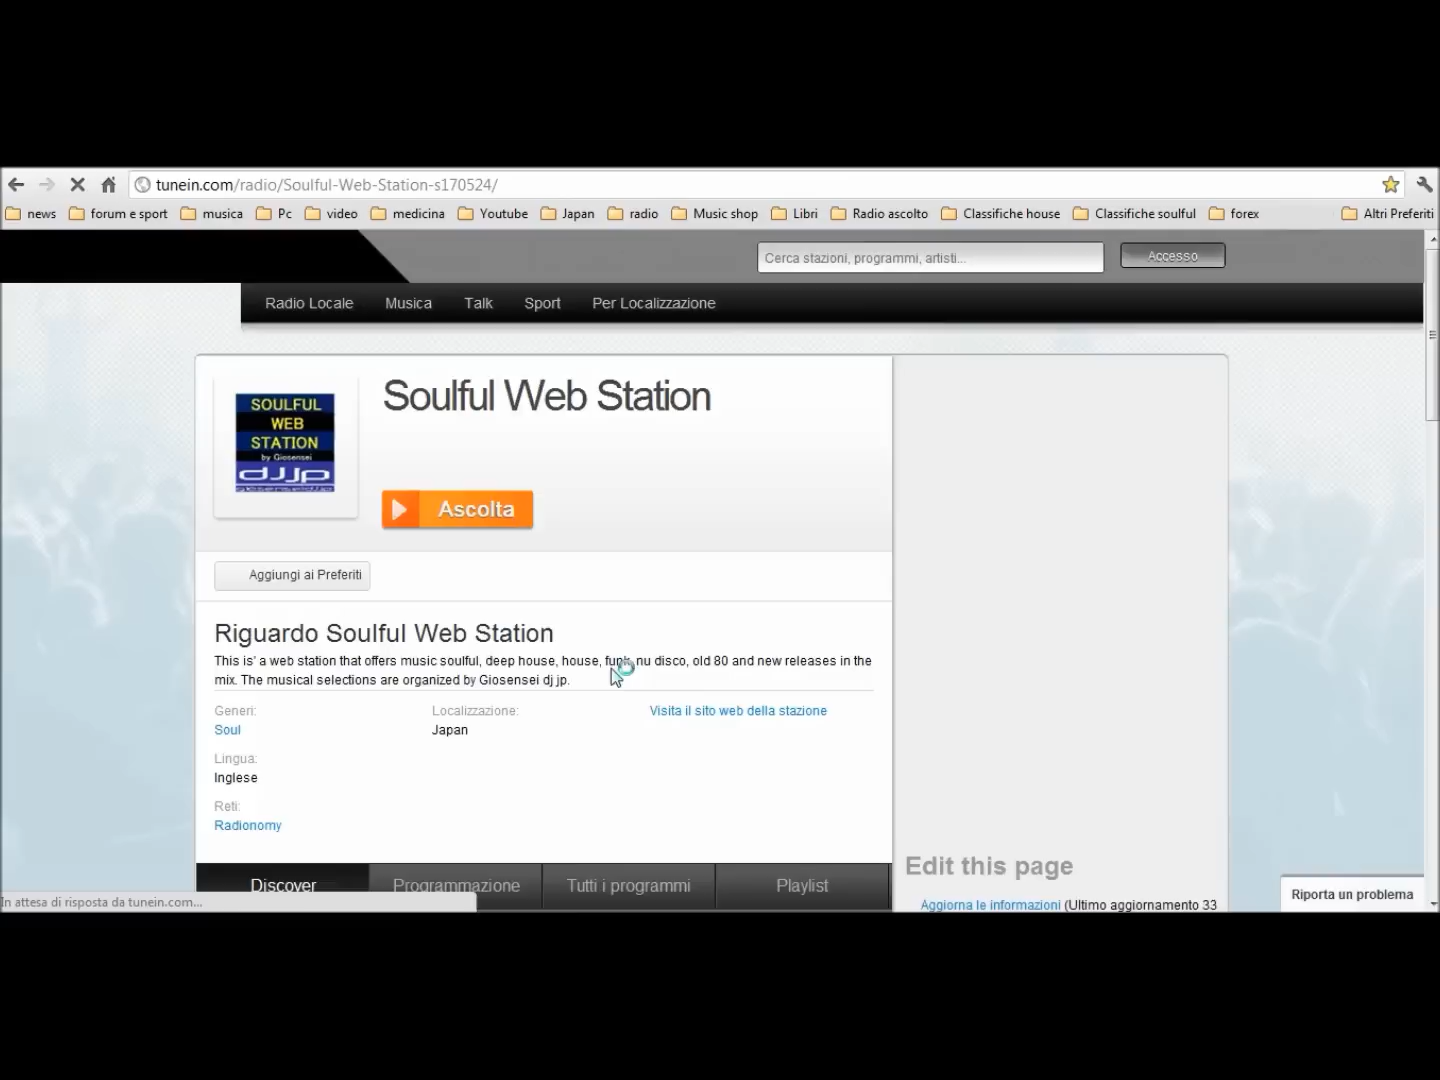 tunein.com/radio/Soulful-Web-Station-s170524/
news forum e sport musica Pc video medicina Youtube Japan radio Music shop Libri Radio ascolto Classifiche house Classifiche soulful forex Altri Preferiti
Cerca stazioni, programmi, artisti... Accesso
Radio Locale Musica Talk Sport Per Localizzazione
Soulful Web Station
SOULFUL
WEB
STATION
by Giosensei
djjp
giosenseidjjp
Ascolta
Aggiungi ai Preferiti
Riguardo Soulful Web Station
This is' a web station that offers music soulful, deep house, house, funk nu disco, old 80 and new releases in the
mix. The musical selections are organized by Giosensei dj jp.
Generi: Localizzazione: Visita il sito web della stazione
Soul Japan
Lingua:
Inglese
Reti:
Radionomy
Edit this page
Discover Programmazione Tutti i programmi Playlist
Riporta un problema
In attesa di risposta da tunein.com...
Aggiorna le informazioni (Ultimo aggiornamento 33